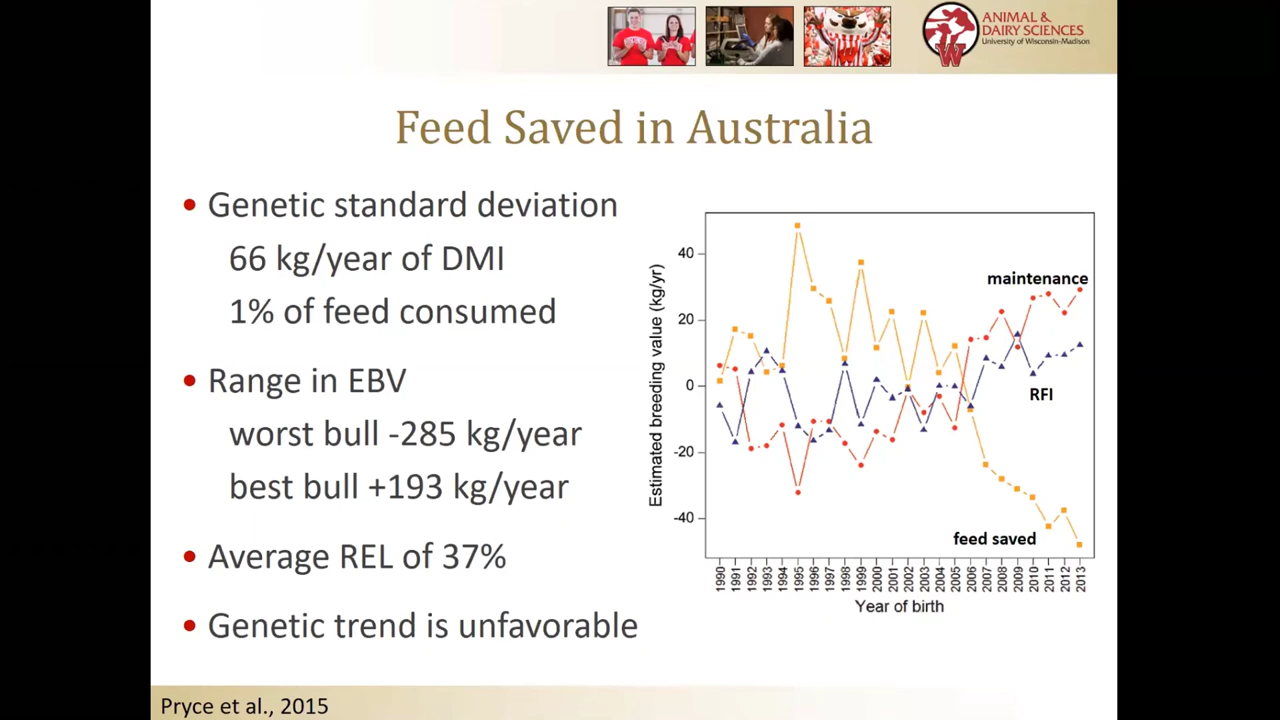 ANIMAL &
DAIRY SCIENCES
University of Wisconsin-Madison
W
Feed Saved in Australia
• Genetic standard deviation
66 kg/year of DMI
1% of feed consumed
• Range in EBV
worst bull -285 kg/year
best bull +193 kg/year
• Average REL of 37%
• Genetic trend is unfavorable
Estimated breeding value (kg/yr)
40
20
0
-20
-40
maintenance
RFI
feed saved
1990 1991 1992 1993 1994 1995 1996 1997 1998 1999 2000 2001 2002 2003 2004 2005 2006 2007 2008 2009 2010 2011 2012 2013
Year of birth
Pryce et al., 2015